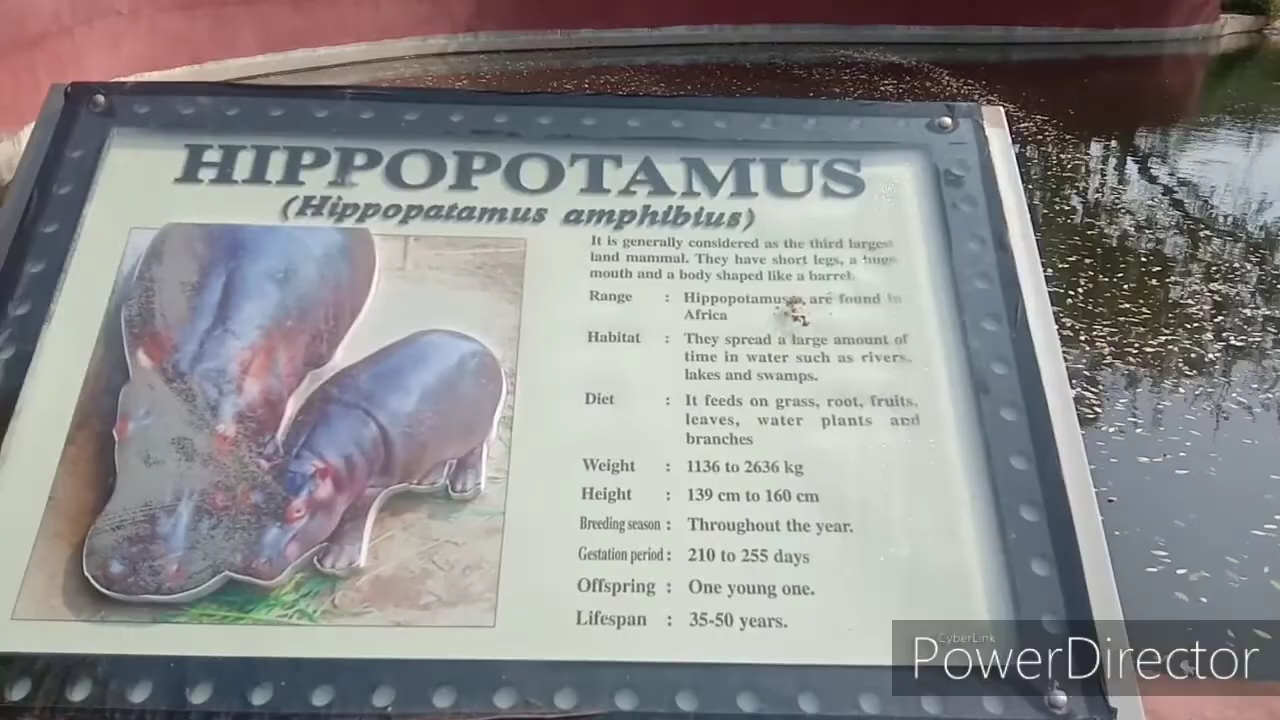 HIPPOPOTAMUS
(Hippopatamus amphibius)
It is generally considered as the third largest
land mammal. They have short legs, a huge
mouth and a body shaped like a barrel.
Range : Hippopotamus are found in
Africa
Habitat : They spread a large amount of
time in water such as rivers,
lakes and swamps.
Diet : It feeds on grass, root, fruits,
leaves, water plants and
branches
Weight : 1136 to 2636 kg
Height : 139 cm to 160 cm
Breeding season : Throughout the year.
Gestation period : 210 to 255 days
Offspring : One young one.
Lifespan : 35-50 years.
CyberLink
PowerDirector